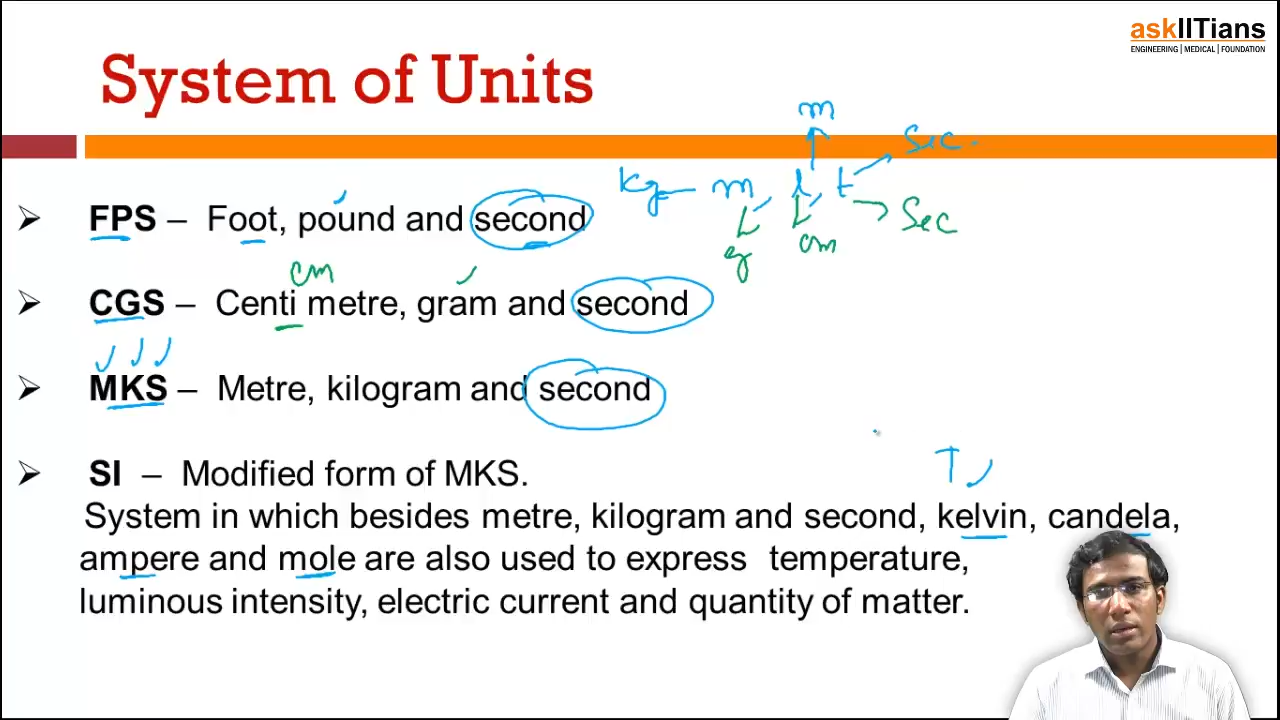 askIITians
ENGINEERING | MEDICAL | FOUNDATION
System of Units
m
Sec.
kg m l t
Sec
g cm
➢ FPS – Foot, pound and second
cm
➢ CGS – Centi metre, gram and second
➢ MKS – Metre, kilogram and second
➢ SI – Modified form of MKS.
T
System in which besides metre, kilogram and second, kelvin, candela,
ampere and mole are also used to express temperature,
luminous intensity, electric current and quantity of matter.